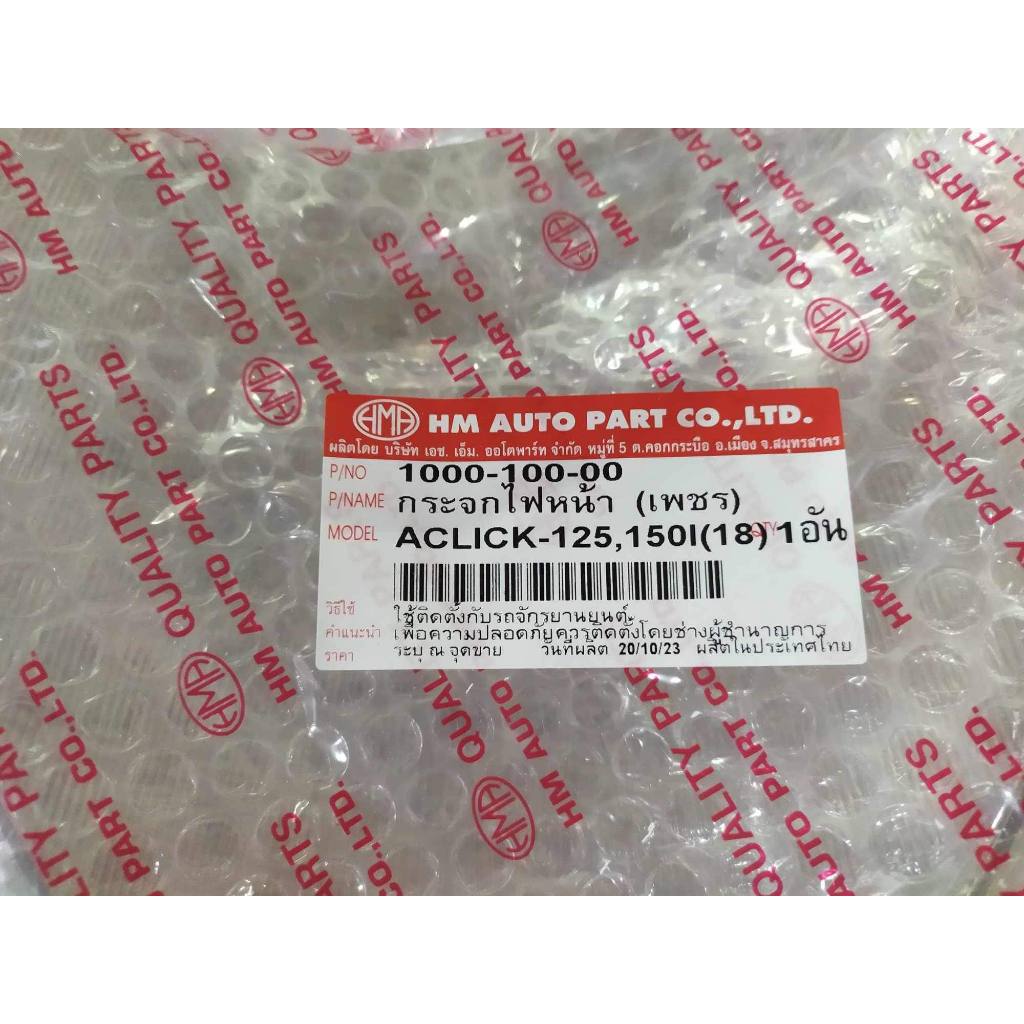 HMA HM AUTO PART CO.,LTD.
ผลิตโดย บริษัท เอช. เอ็ม. ออโตพาร์ท จำกัด หมู่ที่ 5 ต.คอกกระบือ อ.เมือง จ.สมุทรสาคร
P/NO 1000-100-00
P/NAME กระจกไฟหน้า (เพชร)
MODEL ACLICK-125,150I(18) QTY 1อัน
วิธีใช้ ใช้ติดตั้งกับรถจักรยานยนต์
คำแนะนำ เพื่อความปลอดภัยควรติดตั้งโดยช่างผู้ชำนาญการ
ราคา ระบุ ณ จุดขาย วันที่ผลิต 20/10/23 ผลิตในประเทศไทย
HMA QUALITY PARTS
HM AUTO PART CO.,LTD.